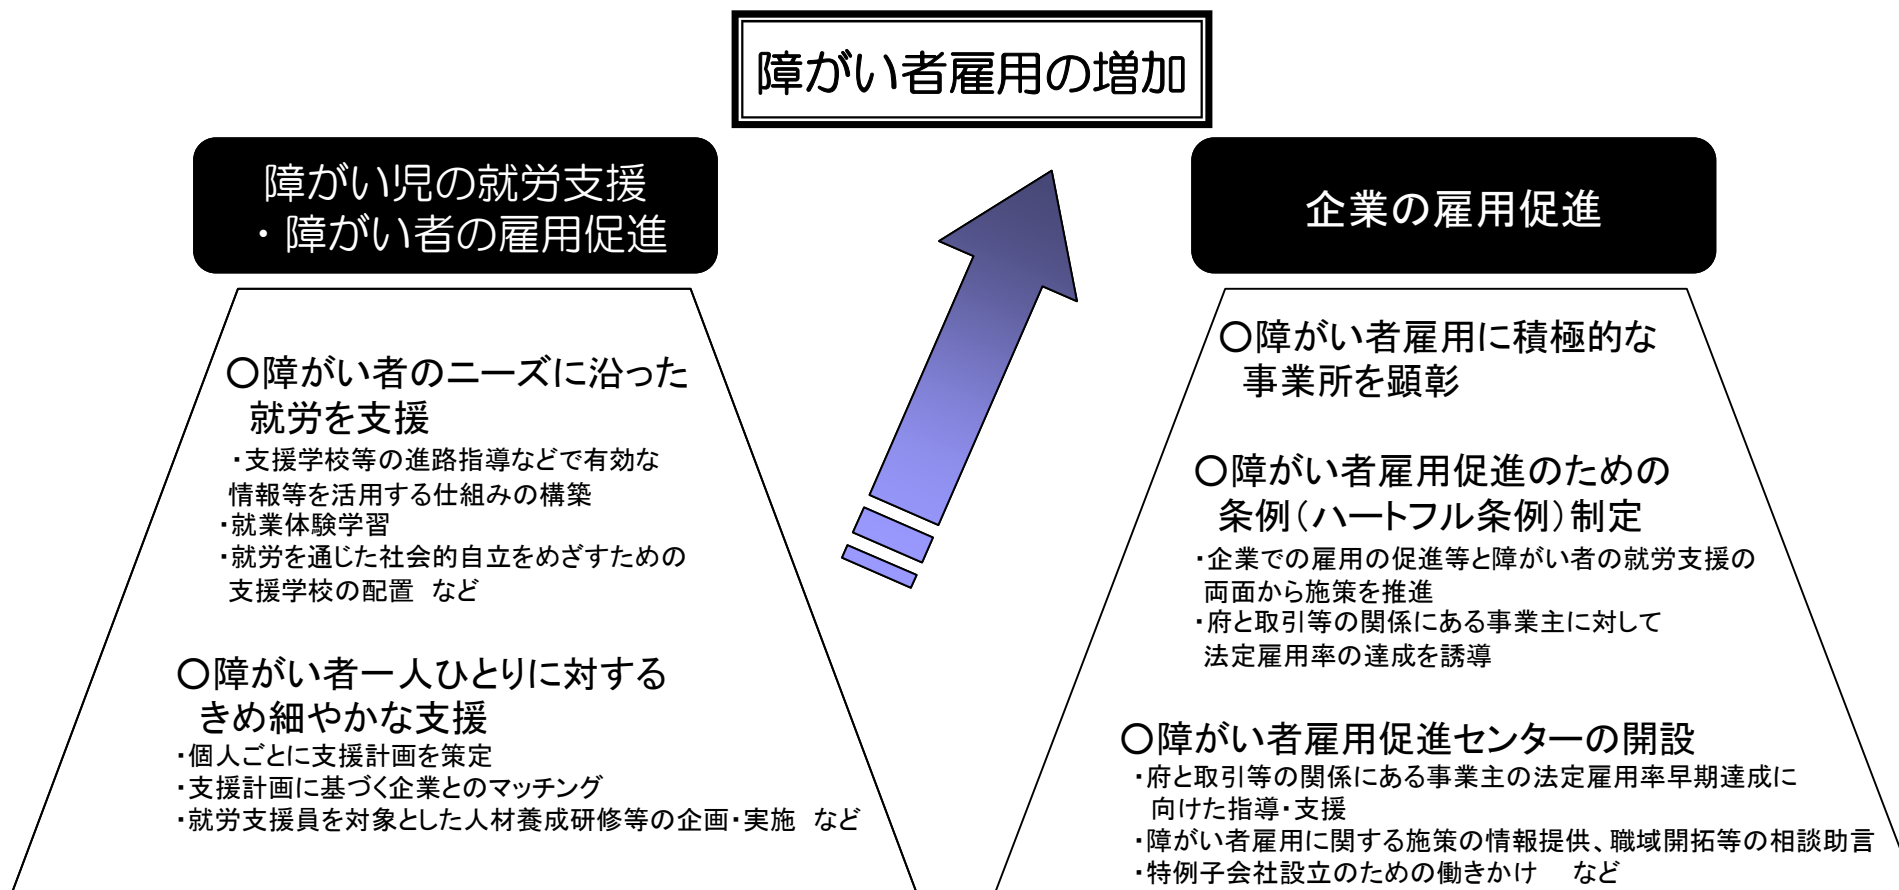 障がい者雇用の増加
障がい児の就労支援
・障がい者の雇用促進
○障がい者のニーズに沿った
就労を支援
・支援学校等の進路指導などで有効な
情報等を活用する仕組みの構築
・就業体験学習
・就労を通じた社会的自立をめざすための
支援学校の配置 など
○障がい者一人ひとりに対する
きめ細やかな支援
・個人ごとに支援計画を策定
・支援計画に基づく企業とのマッチング
・就労支援員を対象とした人材養成研修等の企画・実施 など
企業の雇用促進
○障がい者雇用に積極的な
事業所を顕彰
○障がい者雇用促進のための
条例（ハートフル条例）制定
・企業での雇用の促進等と障がい者の就労支援の
両面から施策を推進
・府と取引等の関係にある事業主に対して
法定雇用率の達成を誘導
○障がい者雇用促進センターの開設
・府と取引等の関係にある事業主の法定雇用率早期達成に
向けた指導・支援
・障がい者雇用に関する施策の情報提供、職域開拓等の相談助言
・特例子会社設立のための働きかけ など